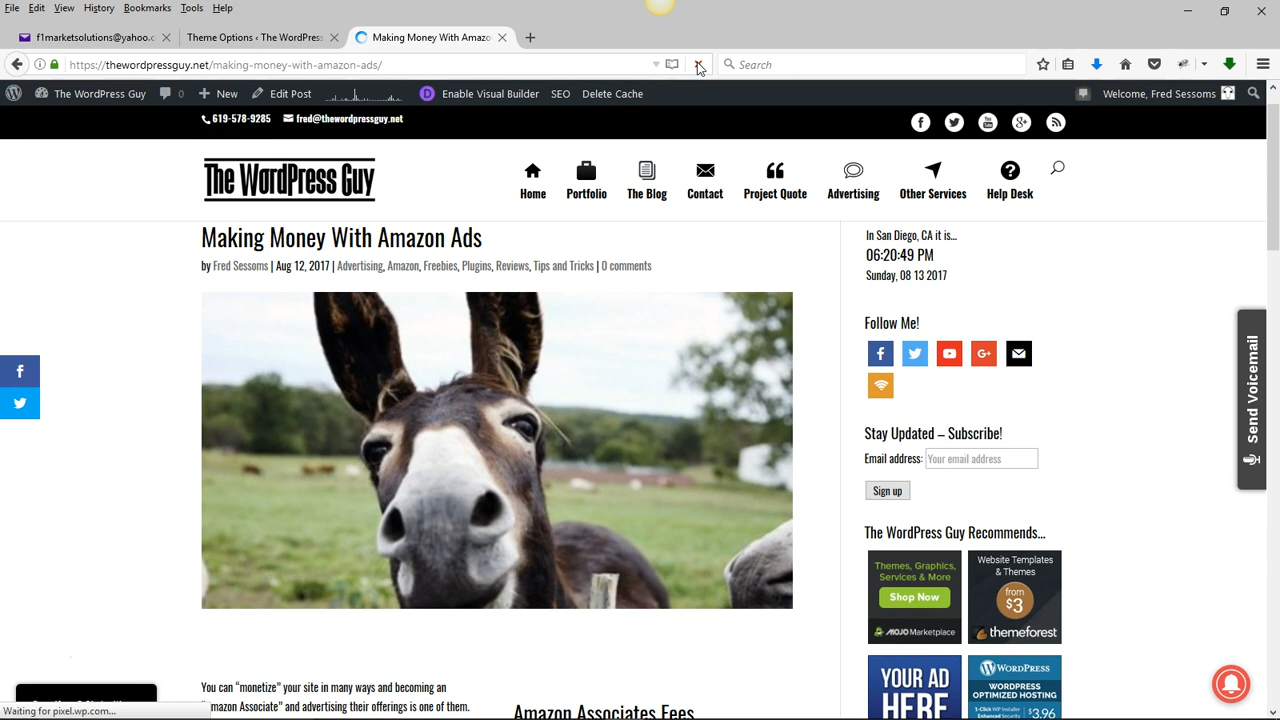 File Edit View History Bookmarks Tools Help
f1marketsolutions@yahoo.c
Theme Options ‹ The WordPress
Making Money With Amazo
https://thewordpressguy.net/making-money-with-amazon-ads/
Search
The WordPress Guy 0 New Edit Post Enable Visual Builder SEO Delete Cache Welcome, Fred Sessoms
619-578-9285 fred@thewordpressguy.net
The WordPress Guy
Home Portfolio The Blog Contact Project Quote Advertising Other Services Help Desk
Making Money With Amazon Ads
by Fred Sessoms | Aug 12, 2017 | Advertising, Amazon, Freebies, Plugins, Reviews, Tips and Tricks | 0 comments
In San Diego, CA it is...
06:20:49 PM
Sunday, 08 13 2017
Follow Me!
Stay Updated – Subscribe!
Email address: Your email address
Sign up
Send Voicemail
The WordPress Guy Recommends...
Themes, Graphics,
Services & More
Shop Now
MOJO Marketplace
Website Templates
& Themes
from
$3
themeforest
YOUR AD
HERE
WORDPRESS
WORDPRESS
OPTIMIZED HOSTING
1-Click WP Installer
$3.96
You can “monetize” your site in many ways and becoming an
“Amazon Associate” and advertising their offerings is one of them.
Amazon Associates Fees
Waiting for pixel.wp.com...